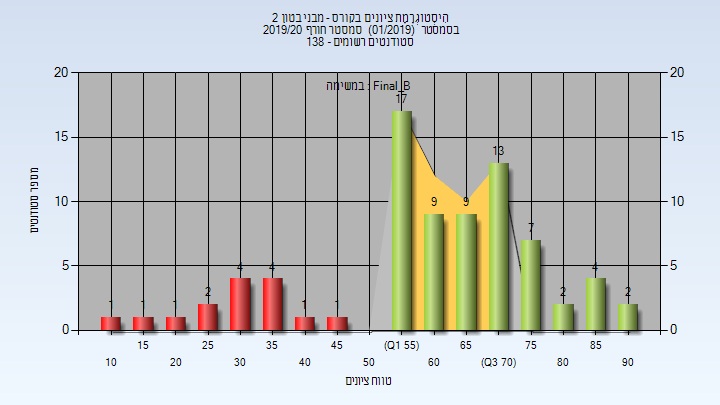 היסטוגרמת ציונים בקורס - מבני בטון 2
בסמסטר (01/2019) סמסטר חורף 2019/20
סטודנטים רשומים - 138
במשימה : Final_B
מספר סטודנטים
20 20
15 15
10 10
5 5
0 0
1 1 1 2 4 4 1 1 17 9 9 13 7 2 4 2
15 25 35 45 (Q1 55) 65 75 85
10 20 30 40 50 60 (Q3 70) 80 90
טווח ציונים